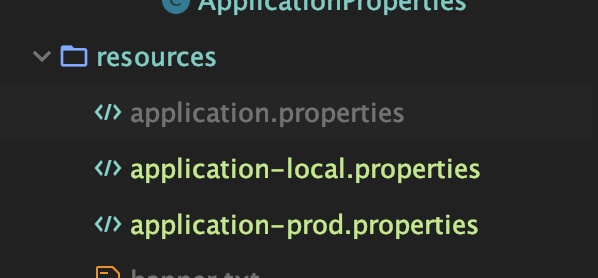 ApplicationProperties
resources
application.properties
application-local.properties
application-prod.properties
banner.txt